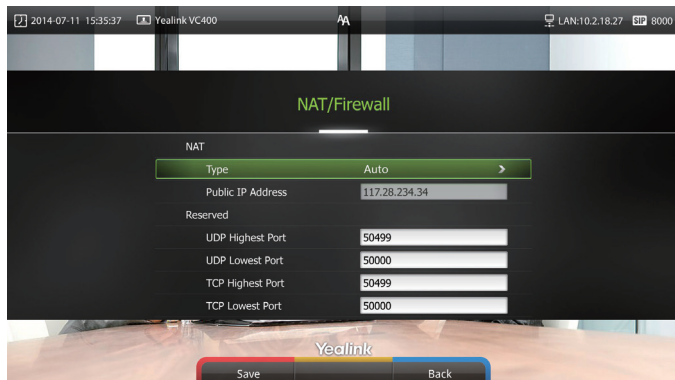 2014-07-11 15:35:37 Yealink VC400 AA LAN:10.2.18.27 SIP 8000
NAT/Firewall
NAT
Type Auto
Public IP Address 117.28.234.34
Reserved
UDP Highest Port 50499
UDP Lowest Port 50000
TCP Highest Port 50499
TCP Lowest Port 50000
Yealink
Save Back